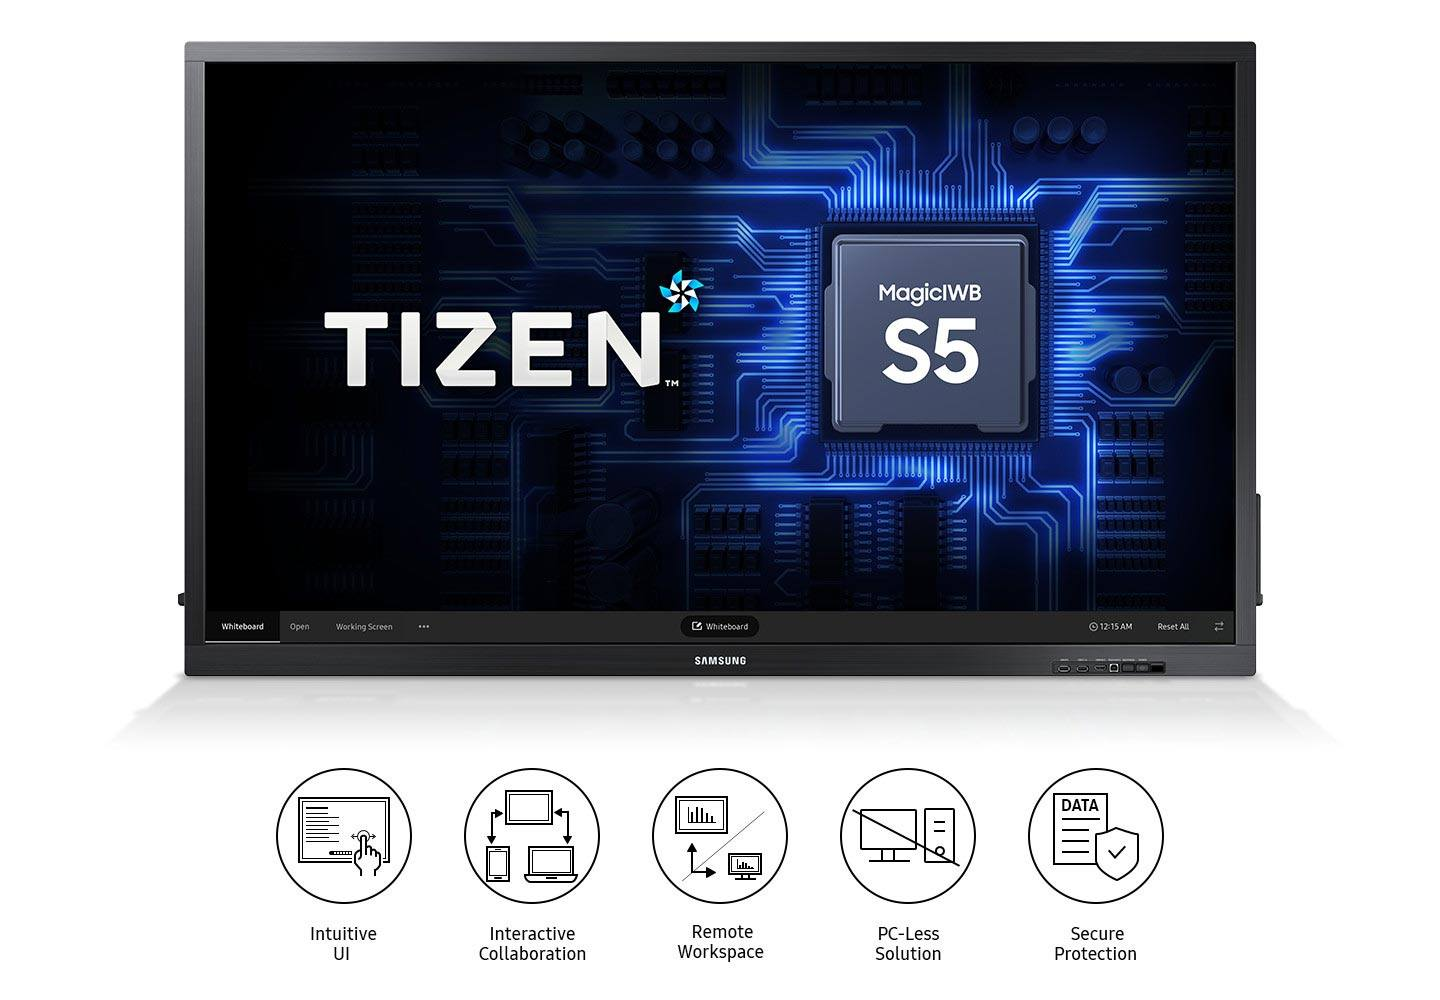 TIZEN™
MagicIWB
S5
Whiteboard
Open
Working Screen
Whiteboard
12:15 AM
Reset All
SAMSUNG
DATA
Intuitive
UI
Interactive
Collaboration
Remote
Workspace
PC-Less
Solution
Secure
Protection